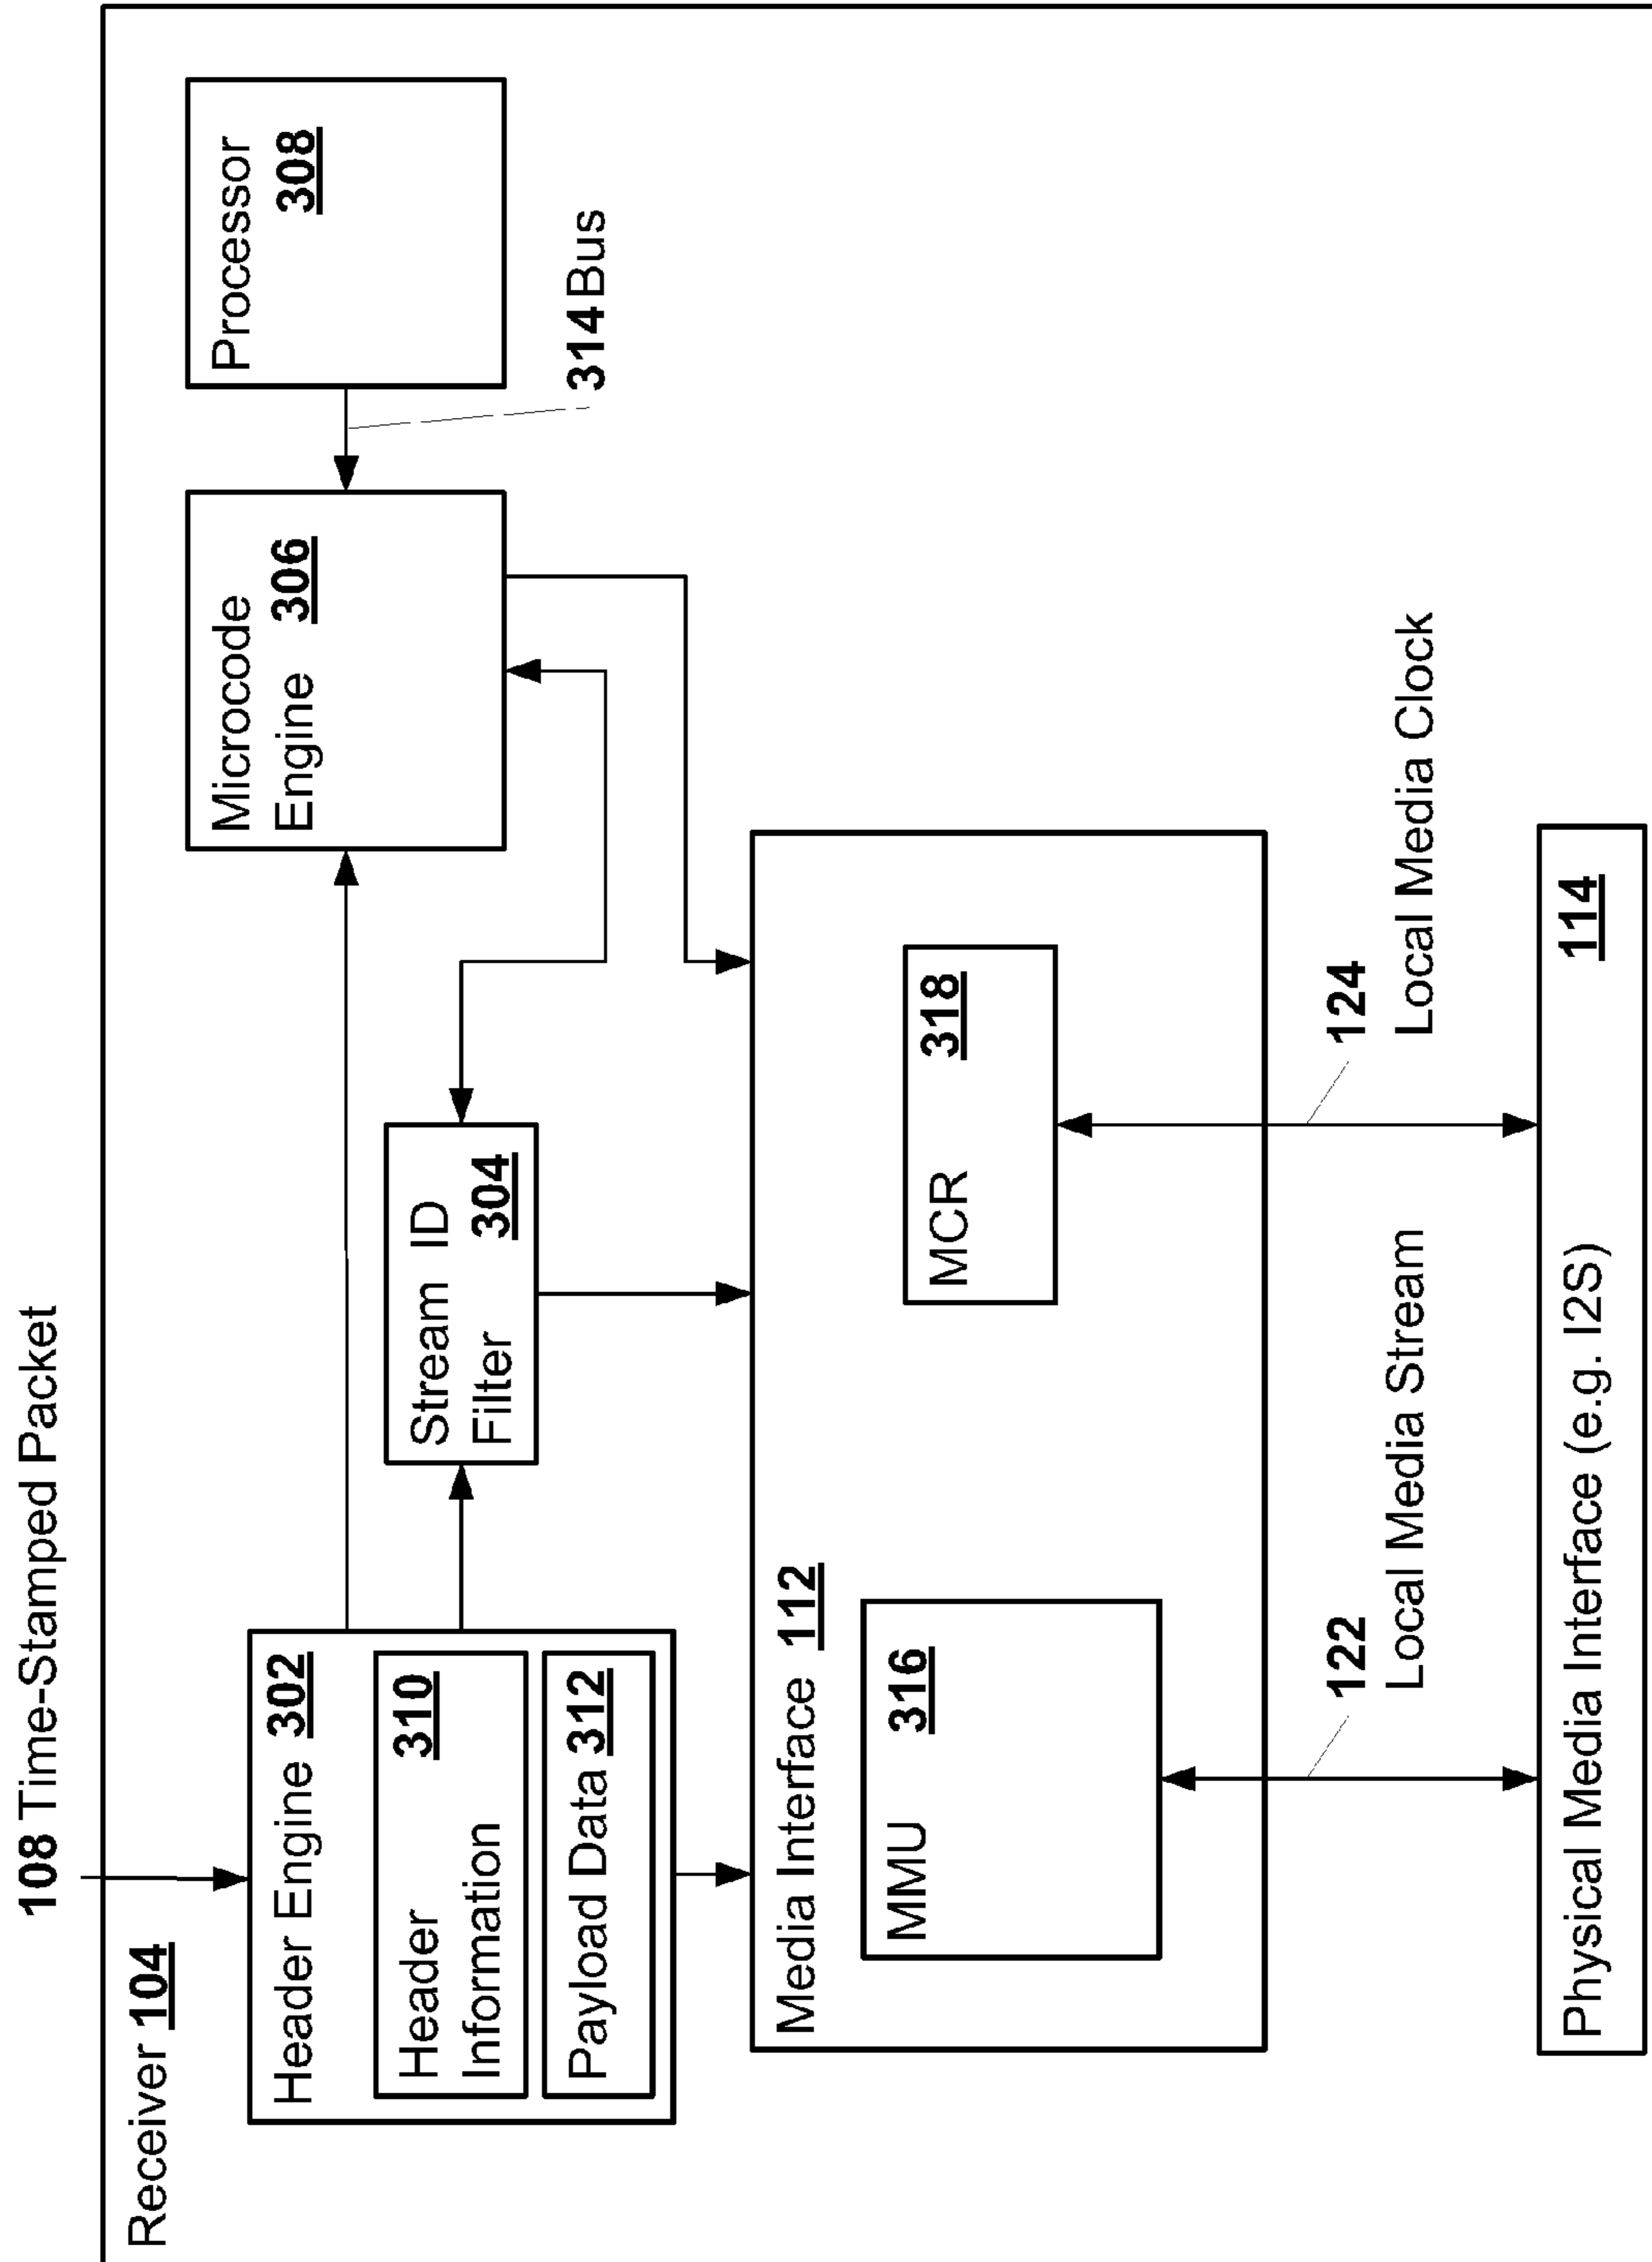 108 Time-Stamped Packet
Receiver 104
Header Engine 302
Header
Information
310
Payload Data 312
Stream ID
Filter 304
Microcode
Engine 306
Processor
308
314 Bus
Media Interface 112
MMU
316
MCR
318
122
Local Media Stream
124
Local Media Clock
Physical Media Interface (e.g. I2S)
114